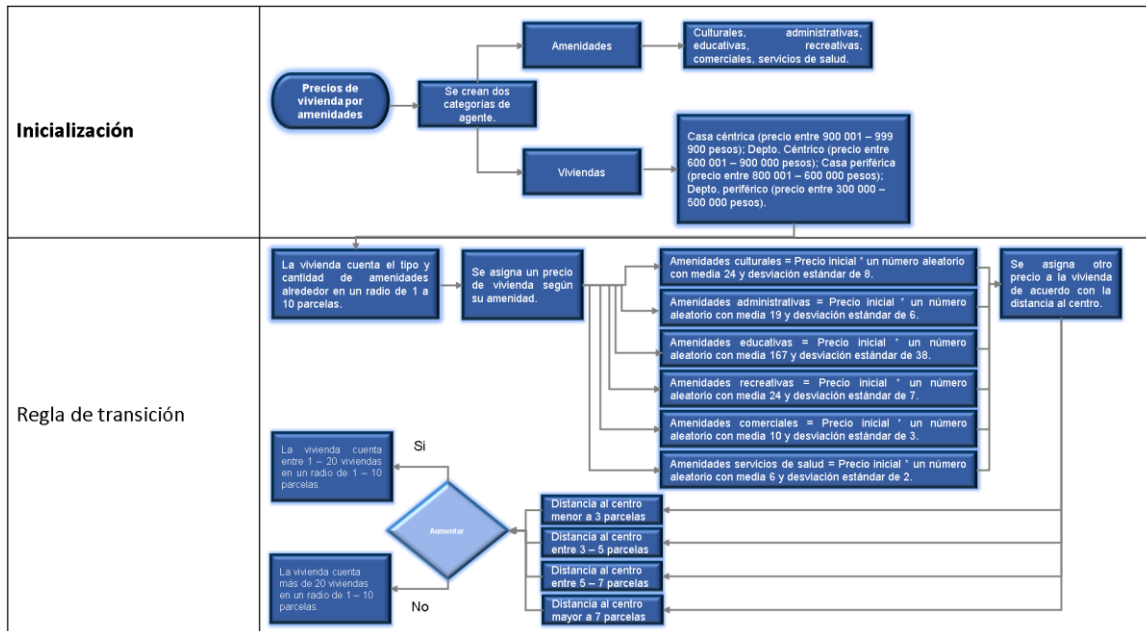 Inicialización
Precios de
vivienda por
amenidades
Se crean dos
categorías de
agente.
Amenidades
Culturales, administrativas,
educativas, recreativas,
comerciales, servicios de salud.
Viviendas
Casa céntrica (precio entre 900 001 – 999
900 pesos); Depto. Céntrico (precio entre
600 001 – 900 000 pesos); Casa periférica
(precio entre 800 001 – 600 000 pesos);
Depto. periférico (precio entre 300 000 –
500 000 pesos).
Regla de transición
La vivienda cuenta el tipo y
cantidad de amenidades
alrededor en un radio de 1 a
10 parcelas.
Se asigna un precio
de vivienda según
su amenidad.
Amenidades culturales = Precio inicial * un número aleatorio
con media 24 y desviación estándar de 8.
Amenidades administrativas = Precio inicial * un número
aleatorio con media 19 y desviación estándar de 6.
Amenidades educativas = Precio inicial * un número
aleatorio con media 167 y desviación estándar de 38.
Amenidades recreativas = Precio inicial * un número
aleatorio con media 24 y desviación estándar de 7.
Amenidades comerciales = Precio inicial * un número
aleatorio con media 10 y desviación estándar de 3.
Amenidades servicios de salud = Precio inicial * un número
aleatorio con media 6 y desviación estándar de 2.
Se asigna otro
precio a la vivienda
de acuerdo con la
distancia al centro.
Distancia al centro
menor a 3 parcelas
Distancia al centro
entre 3 – 5 parcelas
Distancia al centro
entre 5 – 7 parcelas
Distancia al centro
mayor a 7 parcelas
Aumentar
Si
La vivienda cuenta
entre 1 – 20 viviendas
en un radio de 1 – 10
parcelas.
No
La vivienda cuenta
más de 20 viviendas
en un radio de 1 – 10
parcelas.